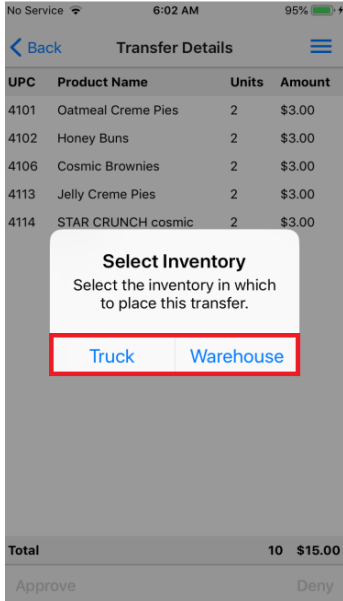 No Service 6:02 AM 95%
Back Transfer Details
UPC Product Name Units Amount
4101 Oatmeal Creme Pies 2 $3.00
4102 Honey Buns 2 $3.00
4106 Cosmic Brownies 2 $3.00
4113 Jelly Creme Pies 2 $3.00
4114 STAR CRUNCH cosmic 2 $3.00
Select Inventory
Select the inventory in which
to place this transfer.
Truck Warehouse
Total 10 $15.00
Approve Deny